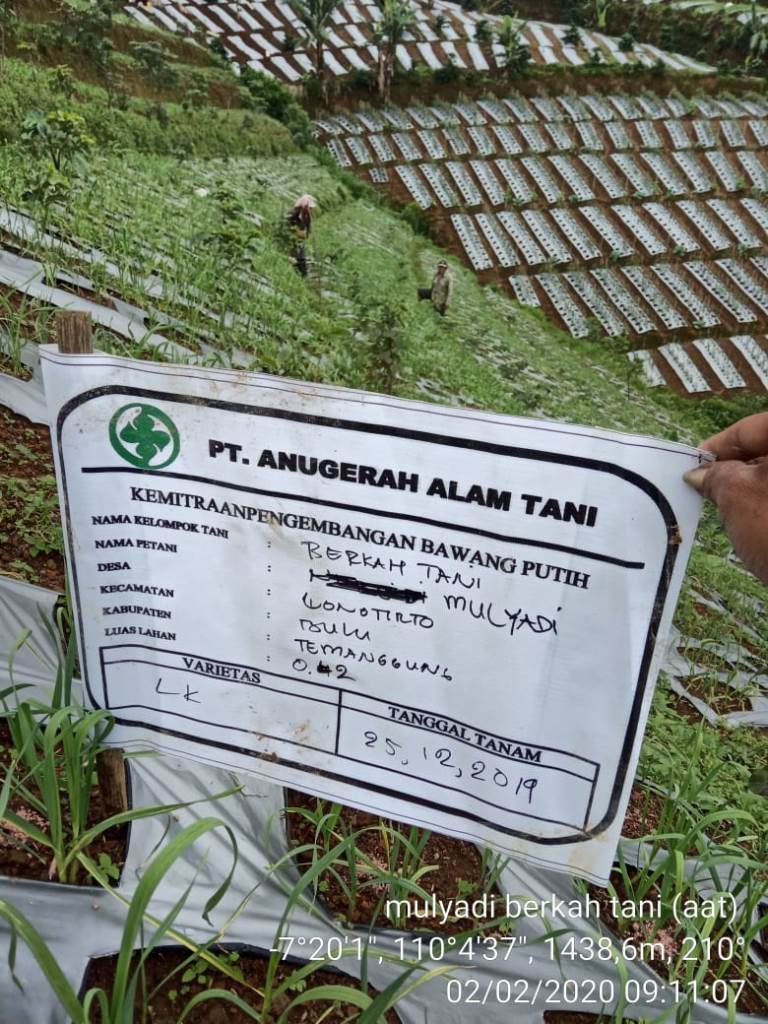 PT. ANUGERAH ALAM TANI
KEMITRAANPENGEMBANGAN BAWANG PUTIH
NAMA KELOMPOK TANI : BERKAH TANI
NAMA PETANI : MULYADI
DESA : WONOTIRTO
KECAMATAN : BULU
KABUPATEN : TEMANGGUNG
LUAS LAHAN : 0.2
VARIETAS
LK
TANGGAL TANAM
25, 12, 2019
mulyadi berkah tani (aat)
-7°20'1", 110°4'37", 1438,6m, 210°
02/02/2020 09:11:07